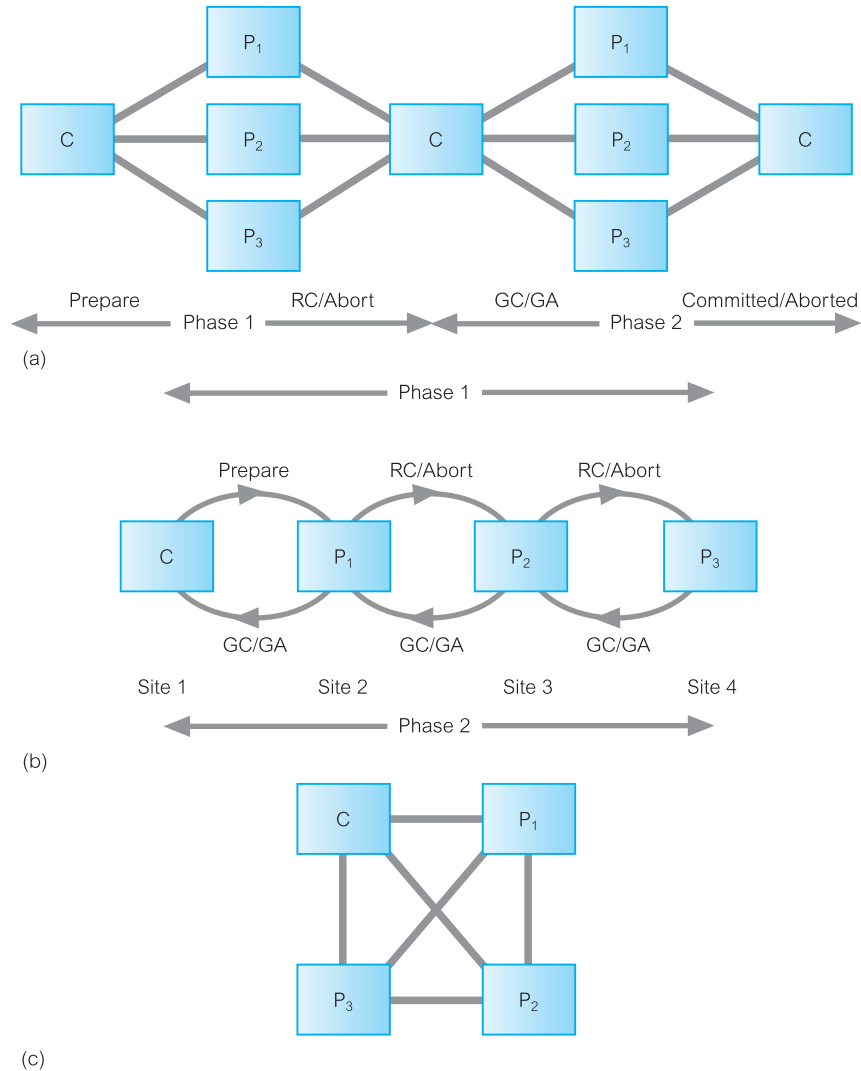 P₁ P₁
C P₂ C P₂ C
P₃ P₃
Prepare RC/Abort GC/GA Committed/Aborted
Phase 1 Phase 2
(a)
Phase 1
Prepare RC/Abort RC/Abort
C P₁ P₂ P₃
GC/GA GC/GA GC/GA
Site 1 Site 2 Site 3 Site 4
Phase 2
(b)
C P₁
P₃ P₂
(c)